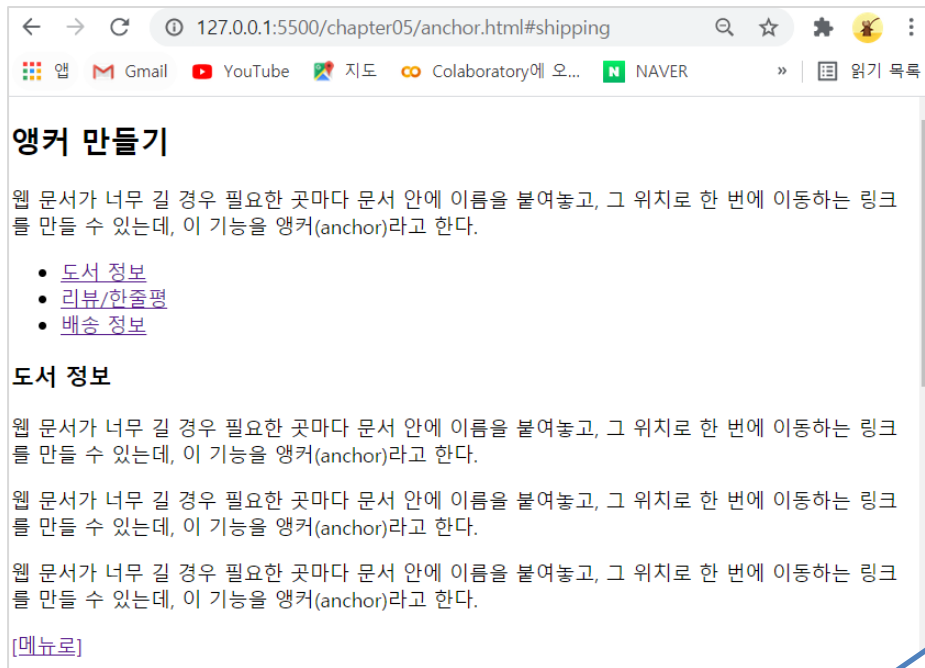 127.0.0.1:5500/chapter05/anchor.html#shipping
앱 Gmail YouTube 지도 Colaboratory에 오... NAVER » 읽기 목록
앵커 만들기
웹 문서가 너무 길 경우 필요한 곳마다 문서 안에 이름을 붙여놓고, 그 위치로 한 번에 이동하는 링크
를 만들 수 있는데, 이 기능을 앵커(anchor)라고 한다.
• 도서 정보
• 리뷰/한줄평
• 배송 정보
도서 정보
웹 문서가 너무 길 경우 필요한 곳마다 문서 안에 이름을 붙여놓고, 그 위치로 한 번에 이동하는 링크
를 만들 수 있는데, 이 기능을 앵커(anchor)라고 한다.
웹 문서가 너무 길 경우 필요한 곳마다 문서 안에 이름을 붙여놓고, 그 위치로 한 번에 이동하는 링크
를 만들 수 있는데, 이 기능을 앵커(anchor)라고 한다.
웹 문서가 너무 길 경우 필요한 곳마다 문서 안에 이름을 붙여놓고, 그 위치로 한 번에 이동하는 링크
를 만들 수 있는데, 이 기능을 앵커(anchor)라고 한다.
[메뉴로]